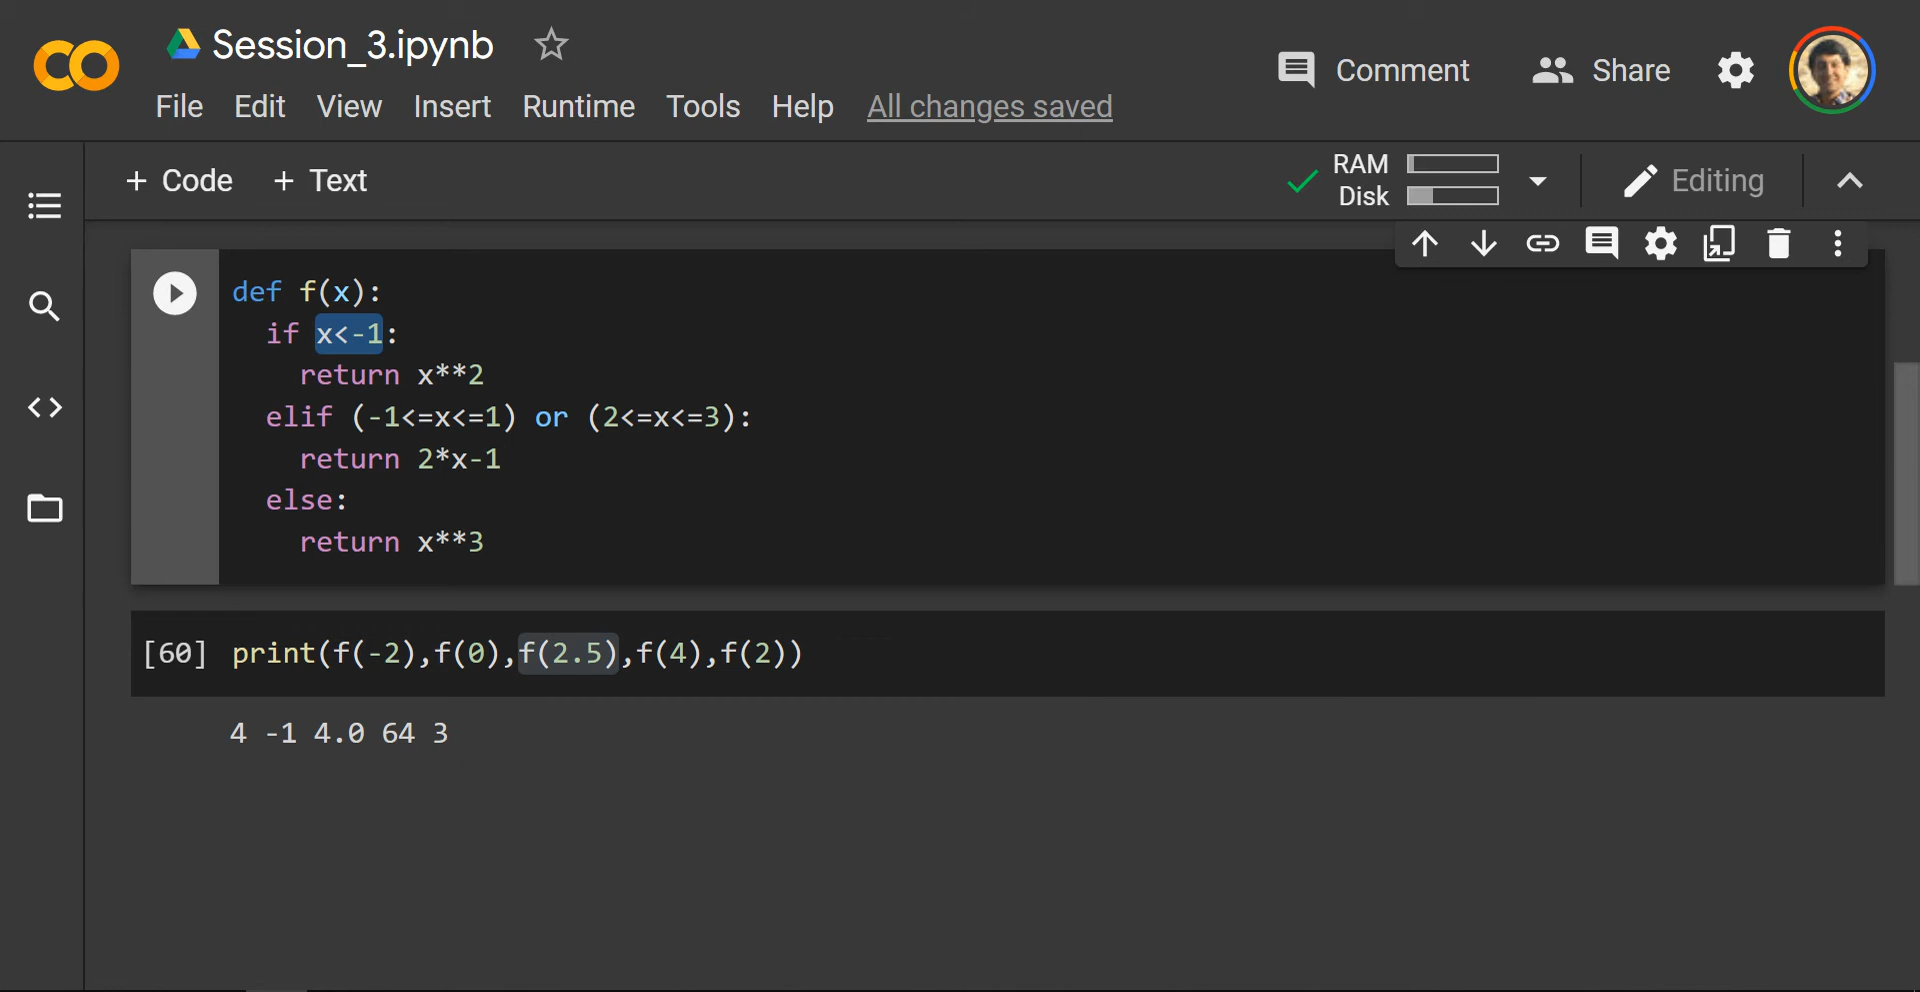 Session_3.ipynb
File Edit View Insert Runtime Tools Help All changes saved
Comment Share
+ Code + Text
RAM
Disk
Editing
def f(x):
  if x<-1:
    return x**2
  elif (-1<=x<=1) or (2<=x<=3):
    return 2*x-1
  else:
    return x**3
[60] print(f(-2),f(0),f(2.5),f(4),f(2))
4 -1 4.0 64 3